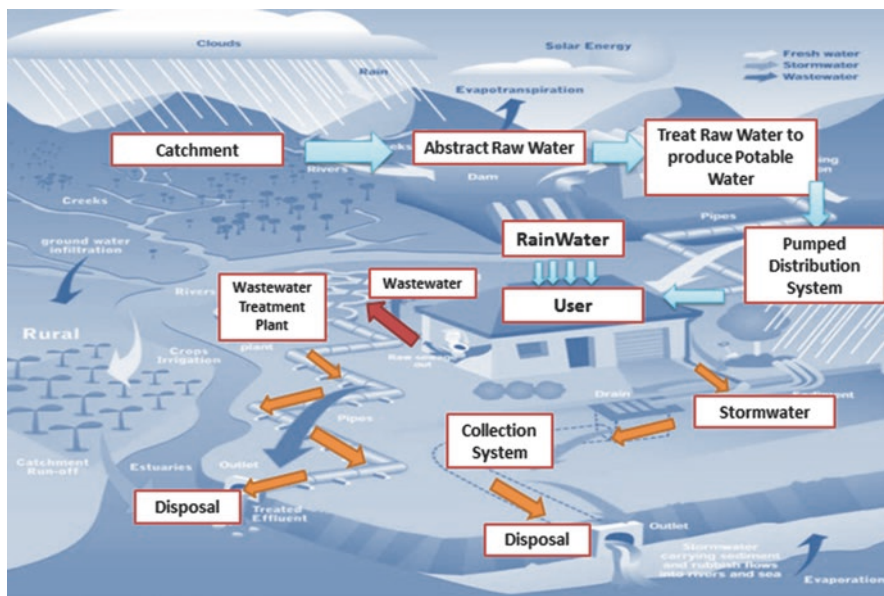 Clouds
Solar Energy
Fresh water
Stormwater
Wastewater
Rain
Evapotranspiration
Catchment
Abstract Raw Water
Treat Raw Water to
produce Potable
Water
Rivers
Dam
Creeks
Pipes
RainWater
Pumped
Distribution
System
ground water
infiltration
Rivers
Wastewater
Treatment
Plant
Wastewater
User
plant
Rural
Crops
Irrigation
Drain
Stormwater
Pipes
Collection
System
Catchment
Run-off
Estuaries
Outlet
Disposal
Treated
Effluent
Disposal
Outlet
Stormwater
carrying sediment
and rubbish flows
into rivers and sea
Evaporation